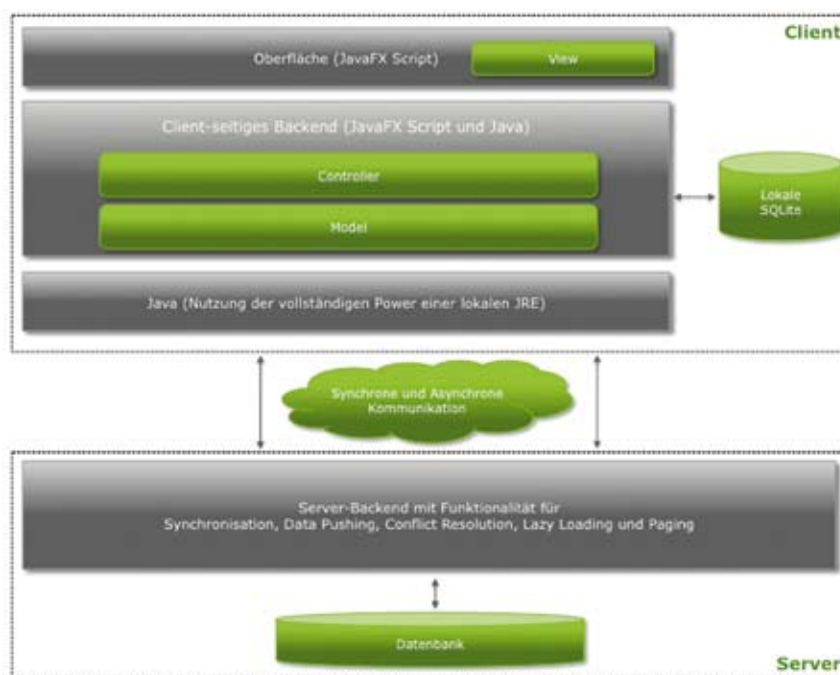 Client
Oberfläche (JavaFX Script)
View
Client-seitiges Backend (JavaFX Script und Java)
Controller
Model
Lokale
SQLite
Java (Nutzung der vollständigen Power einer lokalen JRE)
Synchrone und Asynchrone
Kommunikation
Server-Backend mit Funktionalität für
Synchronisation, Data Pushing, Conflict Resolution, Lazy Loading und Paging
Datenbank
Server